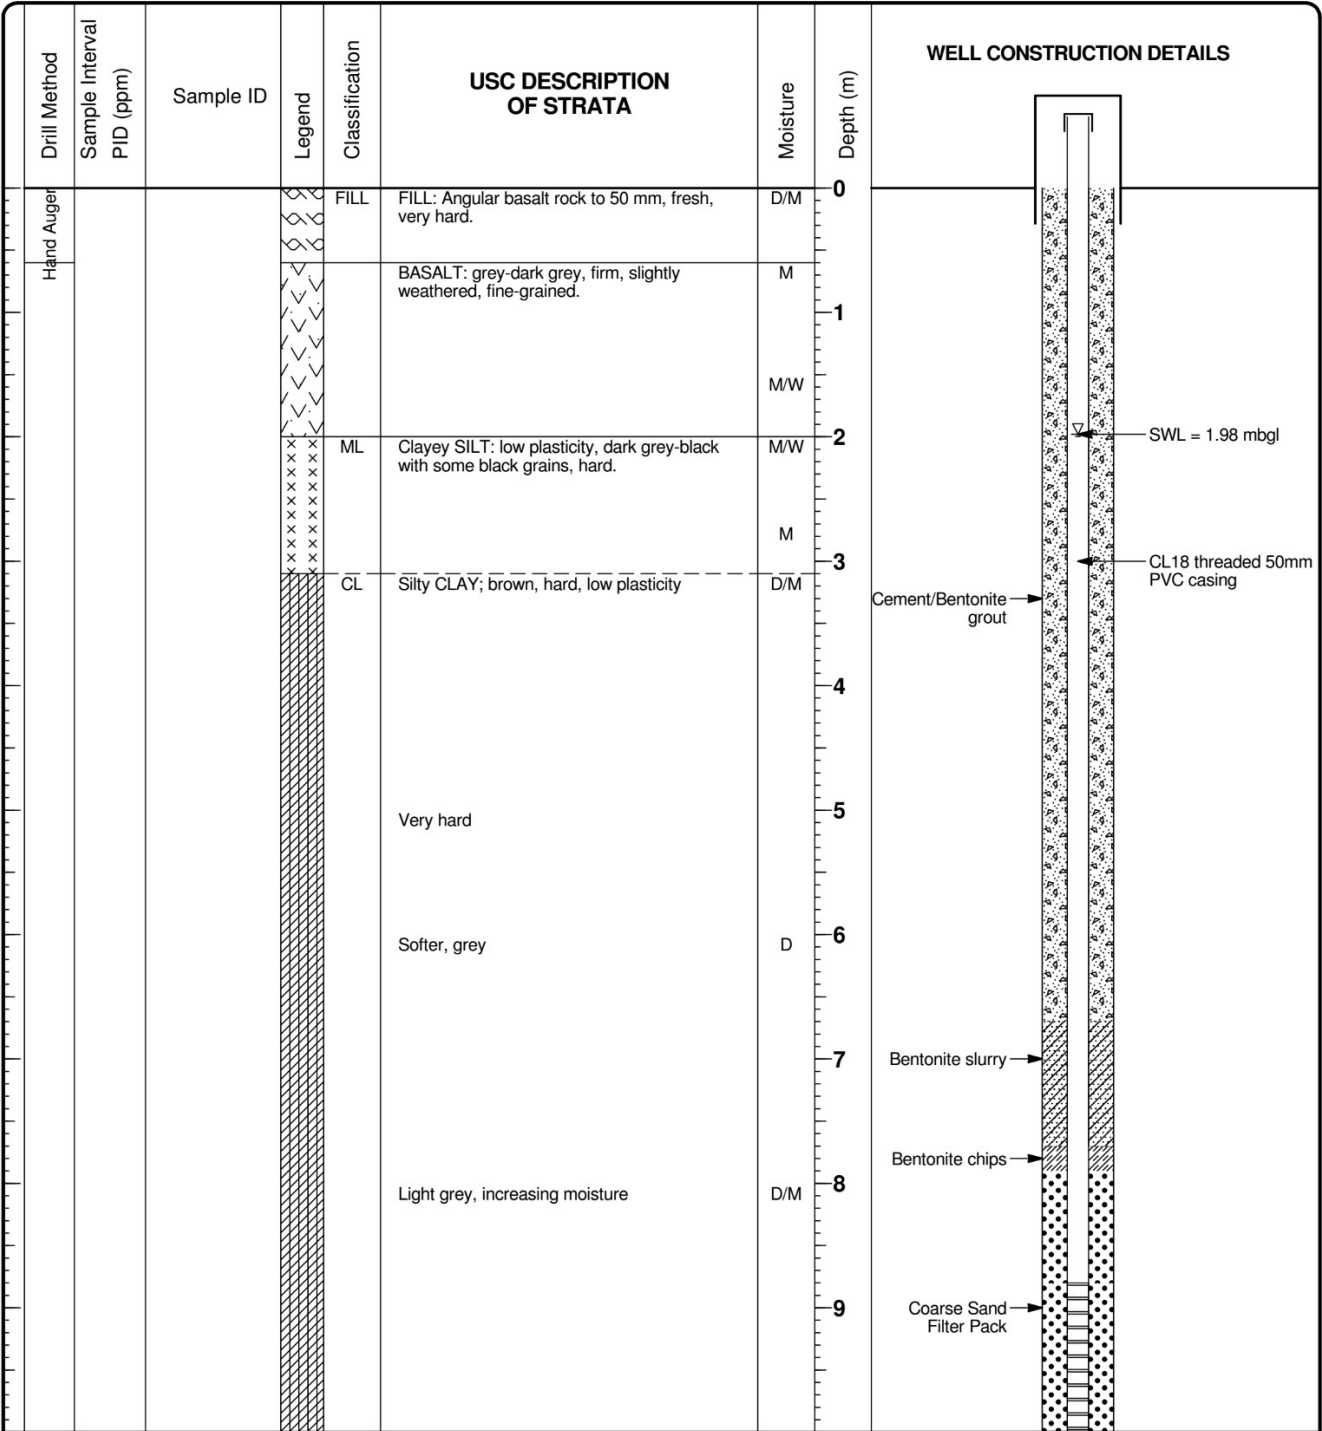 Drill Method
Sample Interval
PID (ppm)
Sample ID
Legend
Classification
USC DESCRIPTION
OF STRATA
Moisture
Depth (m)
WELL CONSTRUCTION DETAILS
Hand Auger
FILL
FILL: Angular basalt rock to 50 mm, fresh,
very hard.
D/M
0
BASALT: grey-dark grey, firm, slightly
weathered, fine-grained.
M
1
M/W
2
SWL = 1.98 mbgl
ML
Clayey SILT: low plasticity, dark grey-black
with some black grains, hard.
M/W
M
3
CL18 threaded 50mm
PVC casing
CL
Silty CLAY; brown, hard, low plasticity
D/M
Cement/Bentonite
grout
4
5
Very hard
6
Softer, grey
D
7
Bentonite slurry
Bentonite chips
8
Light grey, increasing moisture
D/M
9
Coarse Sand
Filter Pack